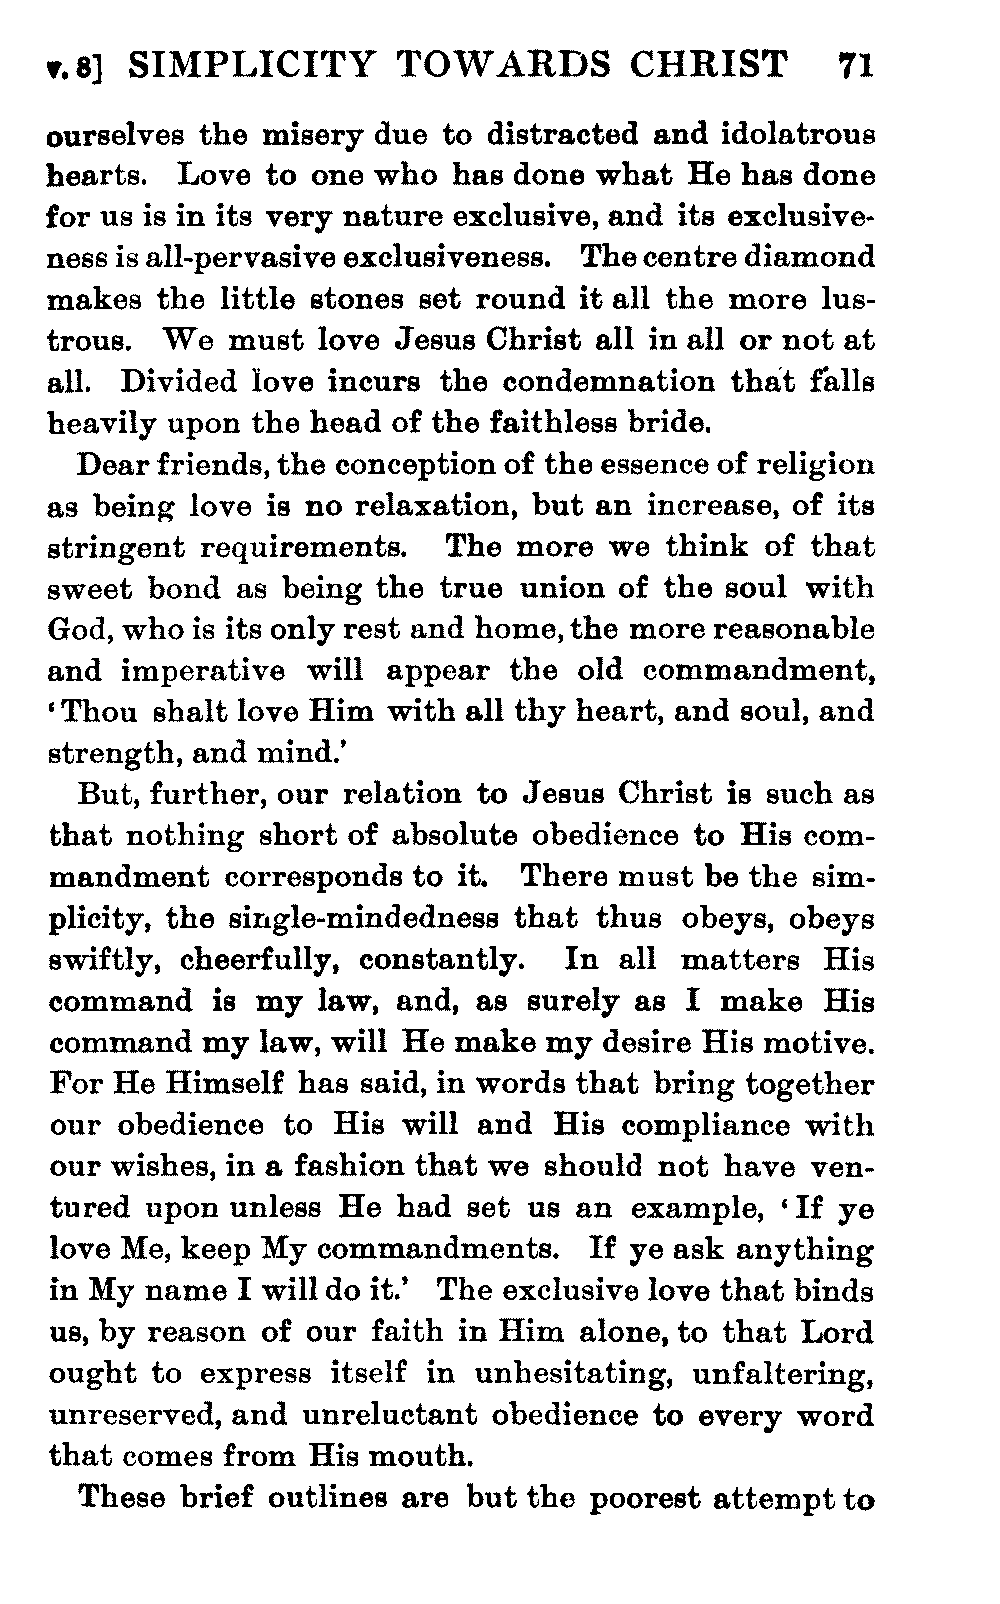 v. 8] SIMPLICITY TOWARDS CHRIST 71
ourselves the misery due to distracted and idolatrous
hearts. Love to one who has done what He has done
for us is in its very nature exclusive, and its exclusive-
ness is all-pervasive exclusiveness. The centre diamond
makes the little stones set round it all the more lus-
trous. We must love Jesus Christ all in all or not at
all. Divided love incurs the condemnation that falls
heavily upon the head of the faithless bride.
Dear friends, the conception of the essence of religion
as being love is no relaxation, but an increase, of its
stringent requirements. The more we think of that
sweet bond as being the true union of the soul with
God, who is its only rest and home, the more reasonable
and imperative will appear the old commandment,
‘Thou shalt love Him with all thy heart, and soul, and
strength, and mind.’
But, further, our relation to Jesus Christ is such as
that nothing short of absolute obedience to His com-
mandment corresponds to it. There must be the sim-
plicity, the single-mindedness that thus obeys, obeys
swiftly, cheerfully, constantly. In all matters His
command is my law, and, as surely as I make His
command my law, will He make my desire His motive.
For He Himself has said, in words that bring together
our obedience to His will and His compliance with
our wishes, in a fashion that we should not have ven-
tured upon unless He had set us an example, ‘If ye
love Me, keep My commandments. If ye ask anything
in My name I will do it.’ The exclusive love that binds
us, by reason of our faith in Him alone, to that Lord
ought to express itself in unhesitating, unfaltering,
unreserved, and unreluctant obedience to every word
that comes from His mouth.
These brief outlines are but the poorest attempt to